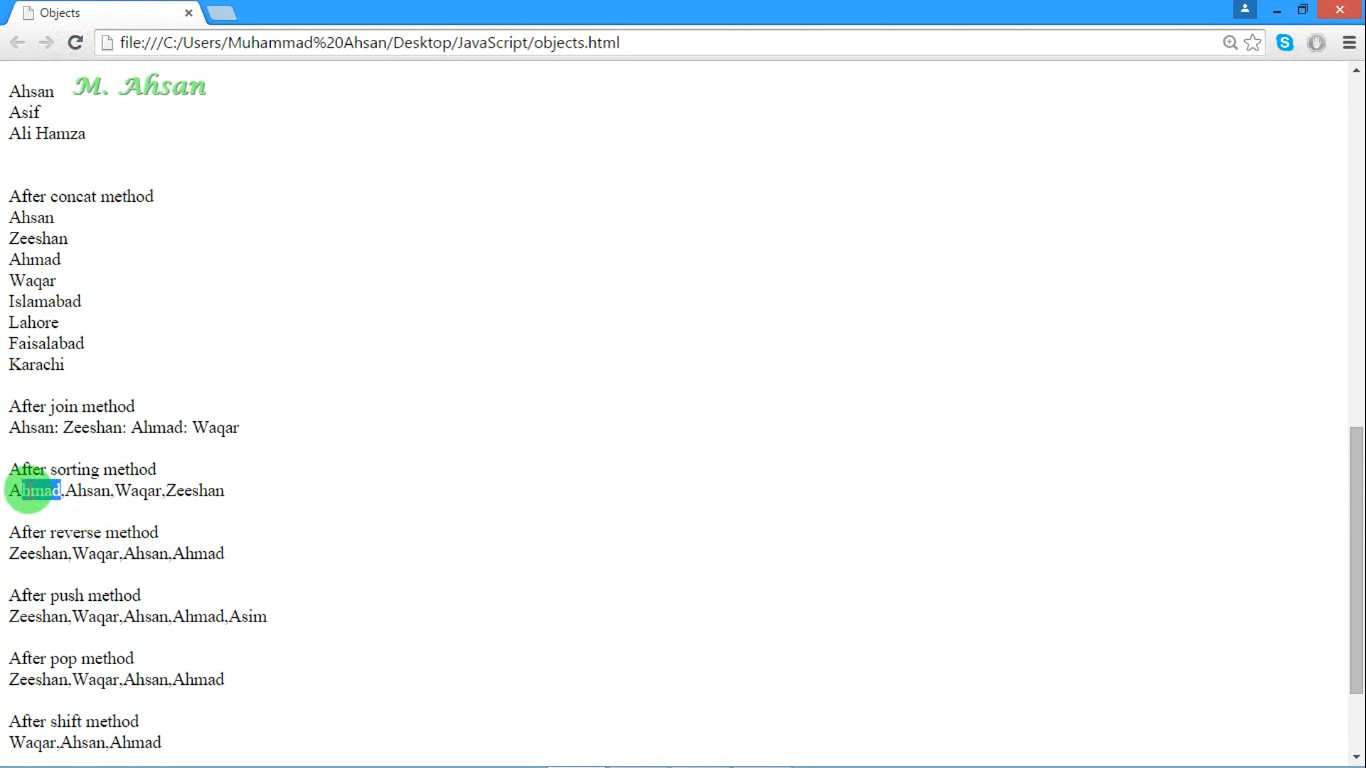 Objects
file:///C:/Users/Muhammad%20Ahsan/Desktop/JavaScript/objects.html
Ahsan
M. Ahsan
Asif
Ali Hamza
After concat method
Ahsan
Zeeshan
Ahmad
Waqar
Islamabad
Lahore
Faisalabad
Karachi
After join method
Ahsan: Zeeshan: Ahmad: Waqar
After sorting method
Ahmad,Ahsan,Waqar,Zeeshan
After reverse method
Zeeshan,Waqar,Ahsan,Ahmad
After push method
Zeeshan,Waqar,Ahsan,Ahmad,Asim
After pop method
Zeeshan,Waqar,Ahsan,Ahmad
After shift method
Waqar,Ahsan,Ahmad